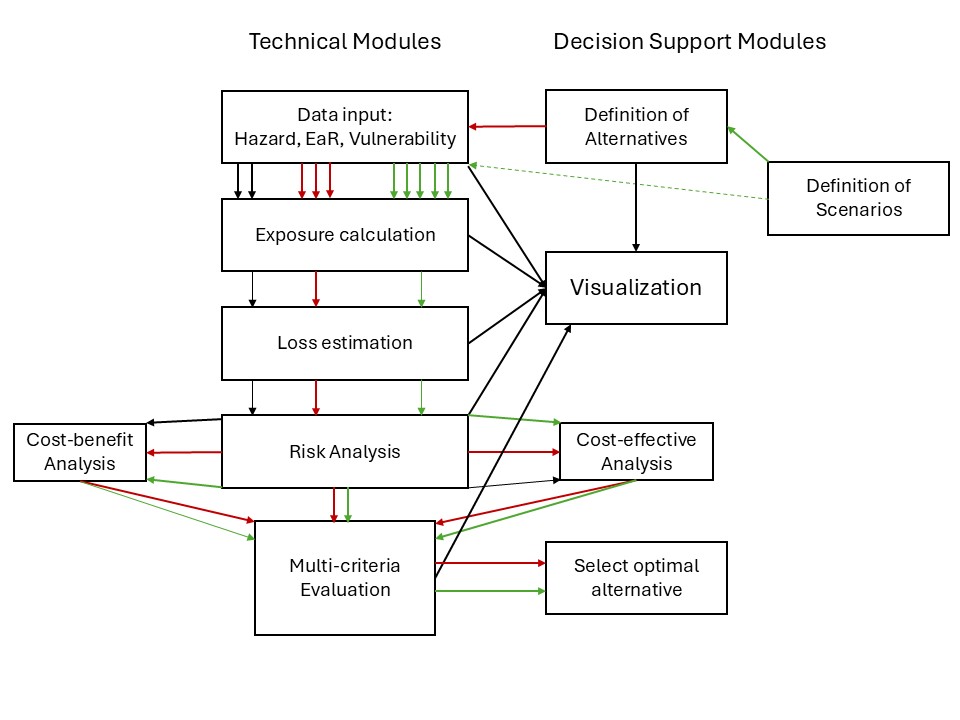 Technical Modules
Decision Support Modules
Data input:
Hazard, EaR, Vulnerability
Definition of
Alternatives
Definition of
Scenarios
Exposure calculation
Visualization
Loss estimation
Risk Analysis
Cost-benefit
Analysis
Cost-effective
Analysis
Multi-criteria
Evaluation
Select optimal
alternative